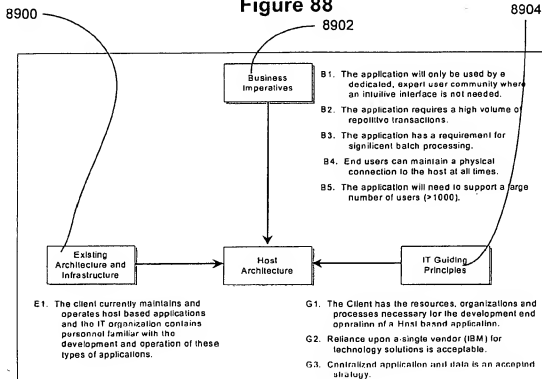 Figure 88
8900
8902
8904
Business
Imperatives
B1. The application will only be used by a
dedicated, expert user community where
an intuitive interface is not needed.
B2. The application requires a high volume of
repetitive transactions.
B3. The application has a requirement for
significent batch processing.
B4. End users can maintain a physical
connection to the host at all times.
B5. The application will need to support a large
number of users (>1000).
Existing
Architecture and
Infrastructure
Host
Architecture
IT Guiding
Principles
E1. The client currently maintains and
operates host based applications
and the IT organization contains
personnel familiar with the
development and operation of these
types of applications.
G1. The Client has the resources, organizations and
processes necessary for the development end
operation of a Host based application.
G2. Reliance upon a single vendor (IBM) for
technology solutions is acceptable.
G3. Centralized application and data is an accepted
strategy.